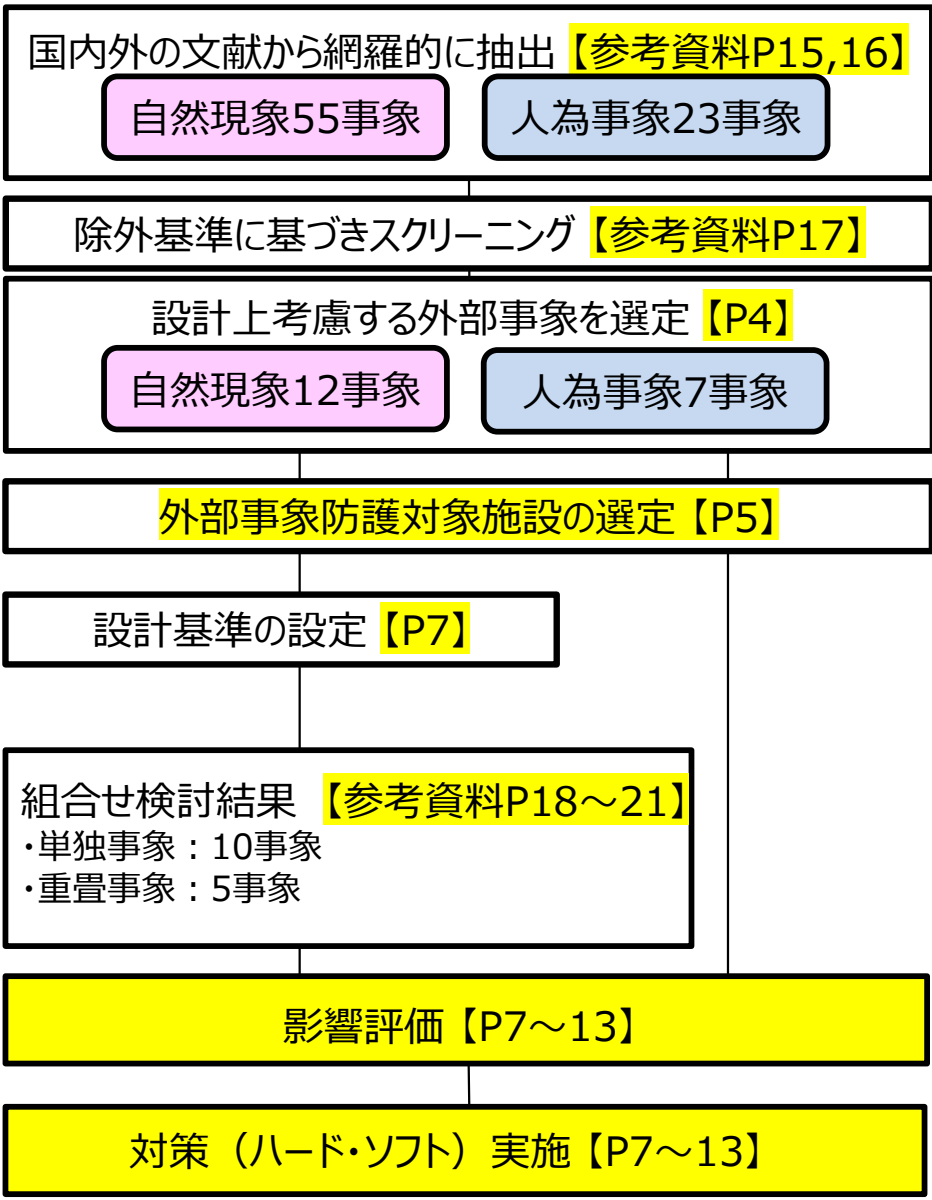 国内外の文献から網羅的に抽出【参考資料P15,16】
自然現象55事象 人為事象23事象
除外基準に基づきスクリーニング【参考資料P17】
設計上考慮する外部事象を選定【P4】
自然現象12事象 人為事象7事象
外部事象防護対象施設の選定【P5】
設計基準の設定【P7】
組合せ検討結果 【参考資料P18～21】
・単独事象：10事象
・重畳事象：5事象
影響評価【P7～13】
対策（ハード・ソフト）実施【P7～13】